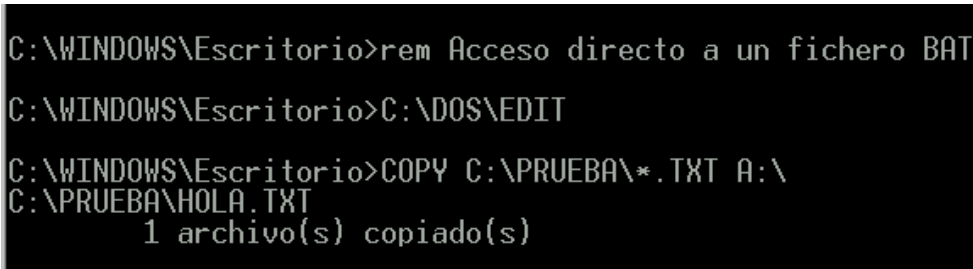 C:\WINDOWS\Escritorio>rem Acceso directo a un fichero BAT
C:\WINDOWS\Escritorio>C:\DOS\EDIT
C:\WINDOWS\Escritorio>COPY C:\PRUEBA\*.TXT A:\
C:\PRUEBA\HOLA.TXT
1 archivo(s) copiado(s)